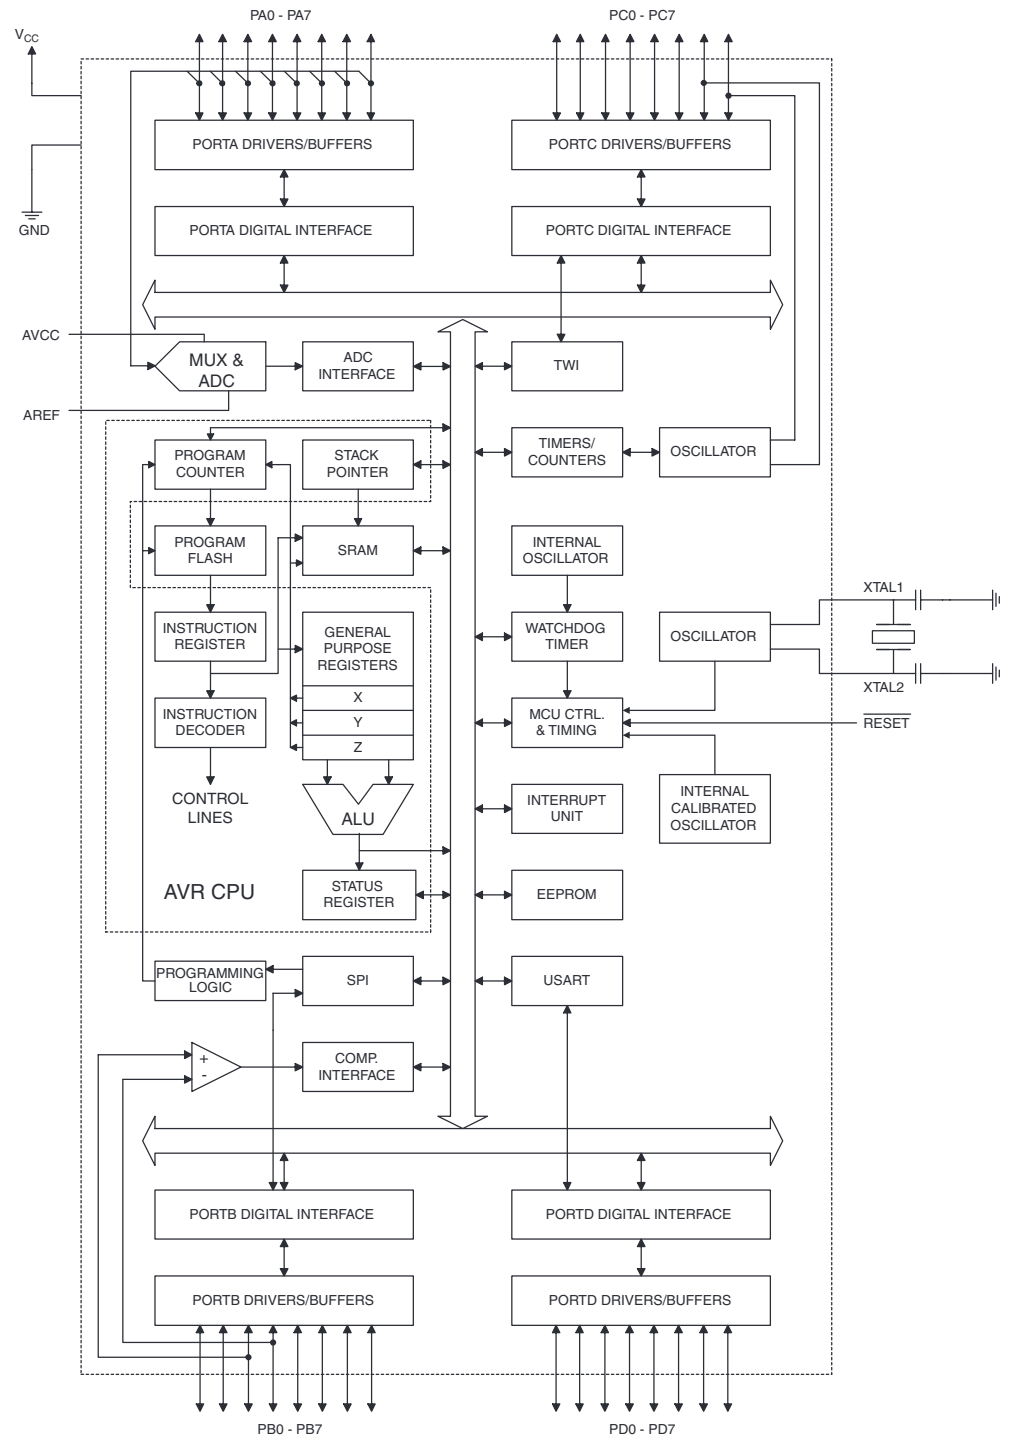 PA0 - PA7
PC0 - PC7
VCC
PORTA DRIVERS/BUFFERS
PORTC DRIVERS/BUFFERS
GND
PORTA DIGITAL INTERFACE
PORTC DIGITAL INTERFACE
AVCC
MUX &
ADC
ADC
INTERFACE
TWI
AREF
PROGRAM
COUNTER
STACK
POINTER
TIMERS/
COUNTERS
OSCILLATOR
PROGRAM
FLASH
SRAM
INTERNAL
OSCILLATOR
XTAL1
INSTRUCTION
REGISTER
GENERAL
PURPOSE
REGISTERS
WATCHDOG
TIMER
OSCILLATOR
XTAL2
X
Y
Z
INSTRUCTION
DECODER
MCU CTRL.
& TIMING
RESET
CONTROL
LINES
ALU
INTERRUPT
UNIT
INTERNAL
CALIBRATED
OSCILLATOR
AVR CPU
STATUS
REGISTER
EEPROM
PROGRAMMING
LOGIC
SPI
USART
+
-
COMP.
INTERFACE
PORTB DIGITAL INTERFACE
PORTD DIGITAL INTERFACE
PORTB DRIVERS/BUFFERS
PORTD DRIVERS/BUFFERS
PB0 - PB7
PD0 - PD7